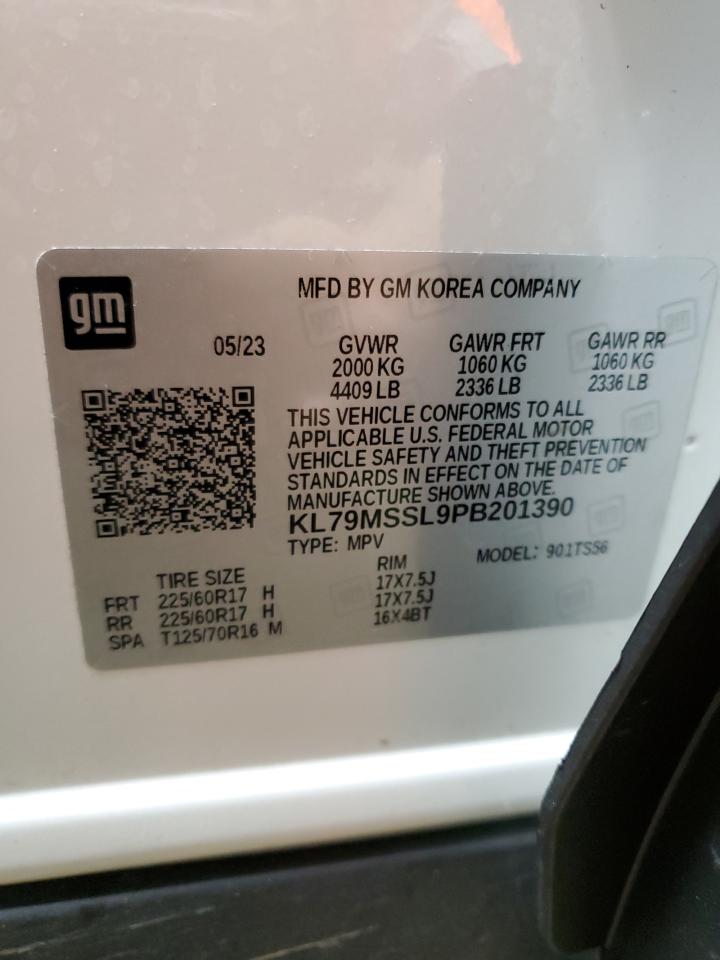 gm
MFD BY GM KOREA COMPANY
05/23 GVWR GAWR FRT GAWR RR
2000 KG 1060 KG 1060 KG
4409 LB 2336 LB 2336 LB
THIS VEHICLE CONFORMS TO ALL
APPLICABLE U.S. FEDERAL MOTOR
VEHICLE SAFETY AND THEFT PREVENTION
STANDARDS IN EFFECT ON THE DATE OF
MANUFACTURE SHOWN ABOVE.
KL79MSSL9PB201390
TYPE: MPV MODEL: 901TSS6
TIRE SIZE RIM
FRT 225/60R17 H 17X7.5J
RR 225/60R17 H 17X7.5J
SPA T125/70R16 M 16X4BT